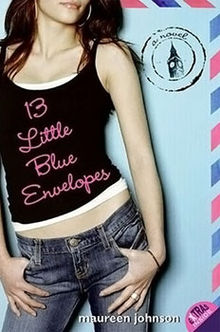 a novel
13
Little
Blue
Envelopes
maureen johnson